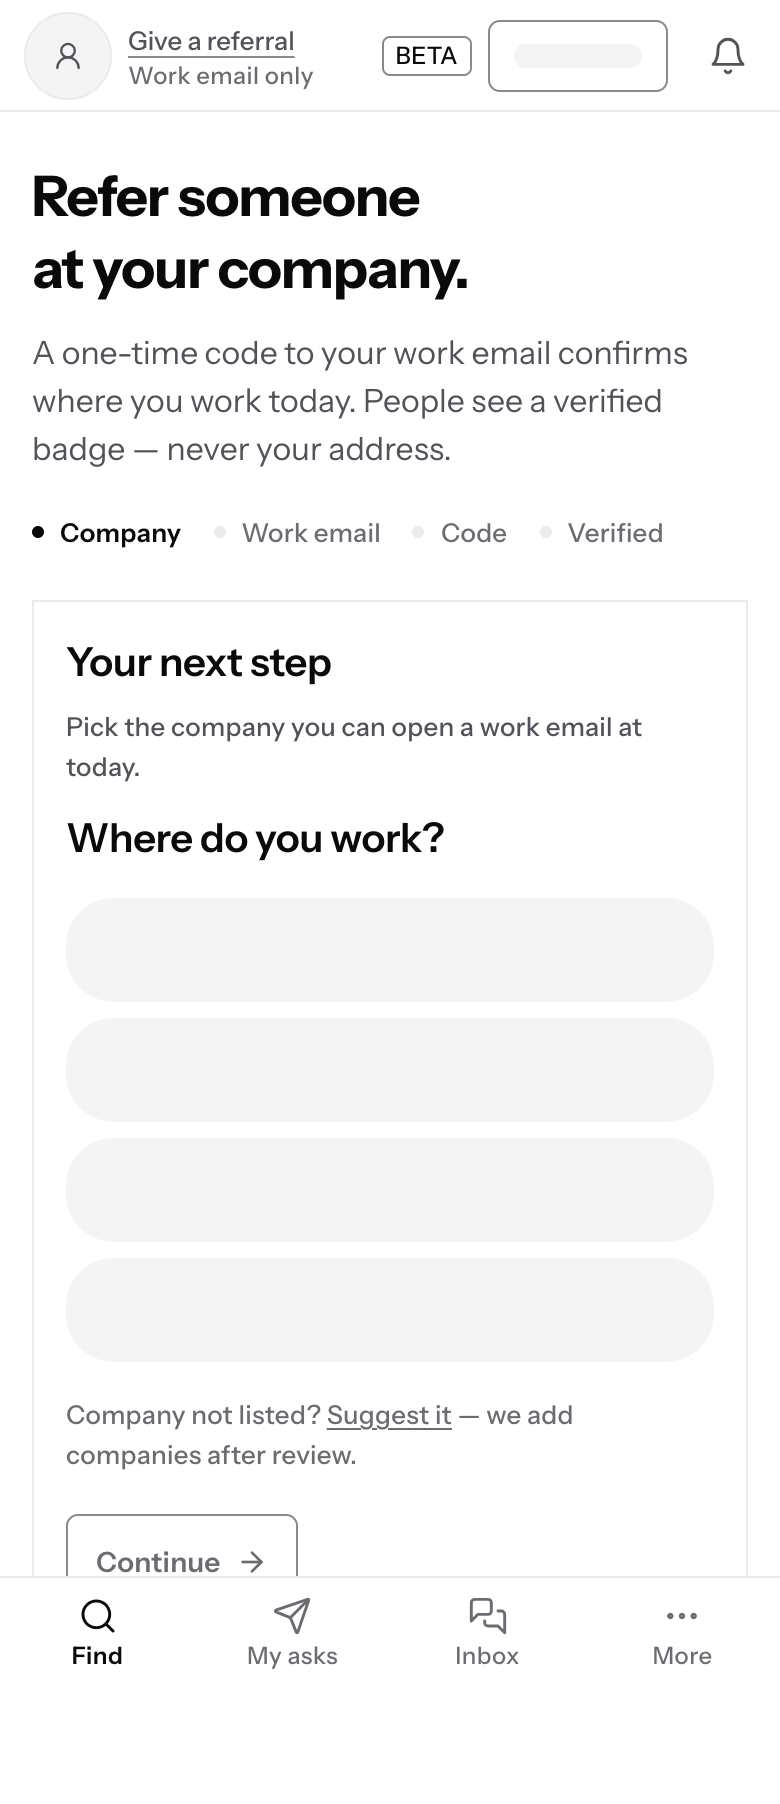 Give a referral
Work email only
BETA
Refer someone
at your company.
A one-time code to your work email confirms
where you work today. People see a verified
badge — never your address.
Company
Work email
Code
Verified
Your next step
Pick the company you can open a work email at
today.
Where do you work?
Company not listed? Suggest it — we add
companies after review.
Continue
Find
My asks
Inbox
More